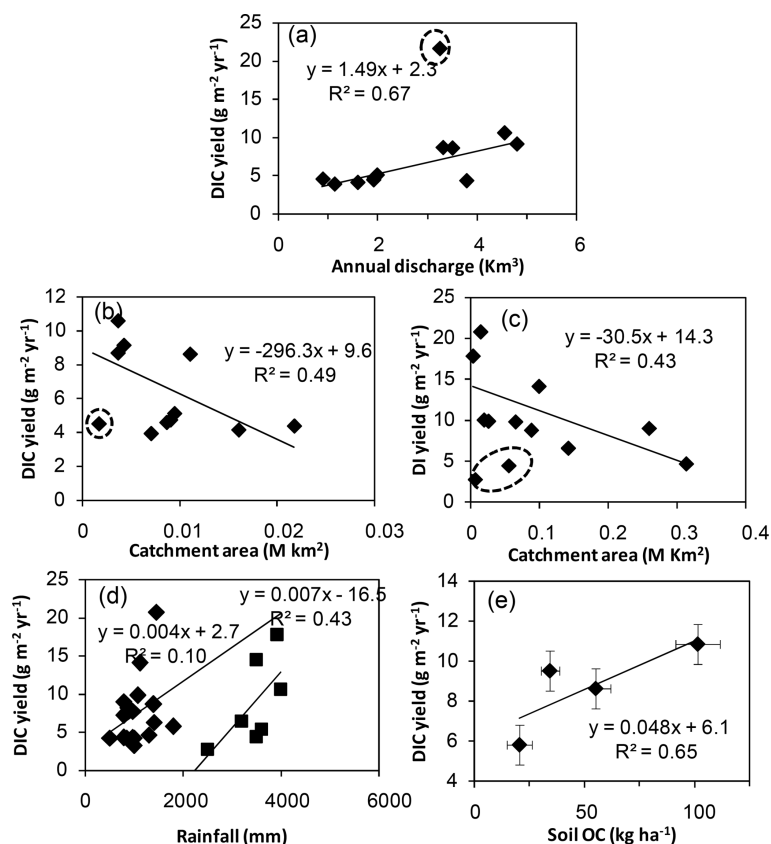 (a)
y = 1.49x + 2.3
R² = 0.67
25
20
15
10
5
0
0 2 4 6
DIC yield (g m⁻² yr⁻¹)
Annual discharge (Km³)
(b)
y = -296.3x + 9.6
R² = 0.49
12
10
8
6
4
2
0
0 0.01 0.02 0.03
DIC yield (g m⁻² yr⁻¹)
Catchment area (M km²)
(c)
y = -30.5x + 14.3
R² = 0.43
25
20
15
10
5
0
0 0.1 0.2 0.3 0.4
DI yield (g m⁻² yr⁻¹)
Catchment area (M Km²)
(d)
y = 0.007x - 16.5
R² = 0.43
y = 0.004x + 2.7
R² = 0.10
25
20
15
10
5
0
0 2000 4000 6000
DIC yield (g m⁻² yr⁻¹)
Rainfall (mm)
(e)
y = 0.048x + 6.1
R² = 0.65
14
12
10
8
6
4
0 50 100
DIC yield (g m⁻² yr⁻¹)
Soil OC (kg ha⁻¹)